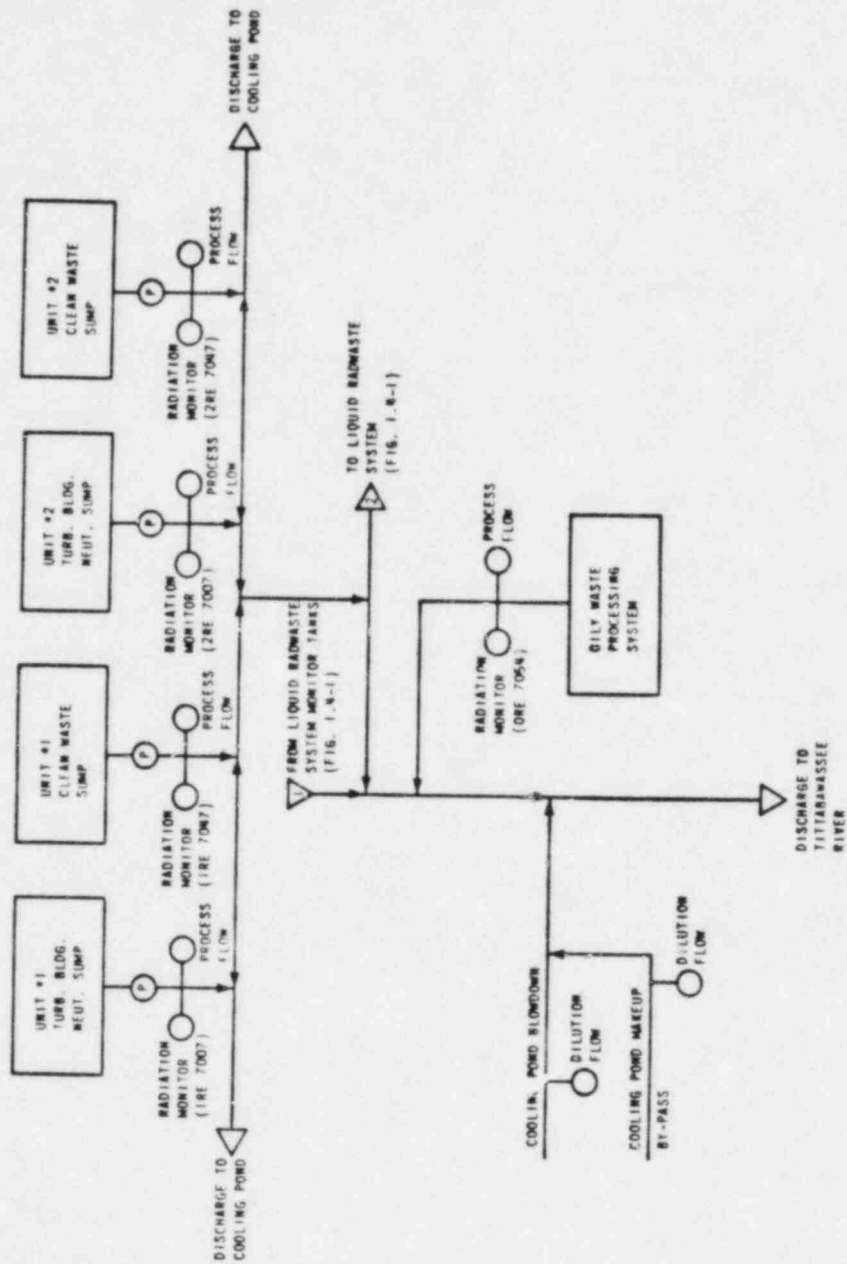 UNIT #1
TURB. BLDG.
NEUT. SUMP
UNIT #1
CLEAN WASTE
SUMP
UNIT #2
TURB. BLDG.
NEUT. SUMP
UNIT #2
CLEAN WASTE
SUMP
P
P
P
P
RADIATION
MONITOR
(1RE 7007)
PROCESS
FLOW
RADIATION
MONITOR
(1RE 7047)
PROCESS
FLOW
RADIATION
MONITOR
(2RE 7007)
PROCESS
FLOW
RADIATION
MONITOR
(2RE 7047)
PROCESS
FLOW
DISCHARGE TO
COOLING POND
DISCHARGE TO
COOLING POND
1
FROM LIQUID RADWASTE
SYSTEM MONITOR TANKS
(FIG. 1.4-1)
2
TO LIQUID RADWASTE
SYSTEM
(FIG. 1.4-1)
RADIATION
MONITOR
(0RE 7054)
PROCESS
FLOW
OILY WASTE
PROCESSING
SYSTEM
COOLING POND BLOWDOWN
DILUTION
FLOW
COOLING POND MAKEUP
BY-PASS
DILUTION
FLOW
DISCHARGE TO
TITTABAWASSEE
RIVER